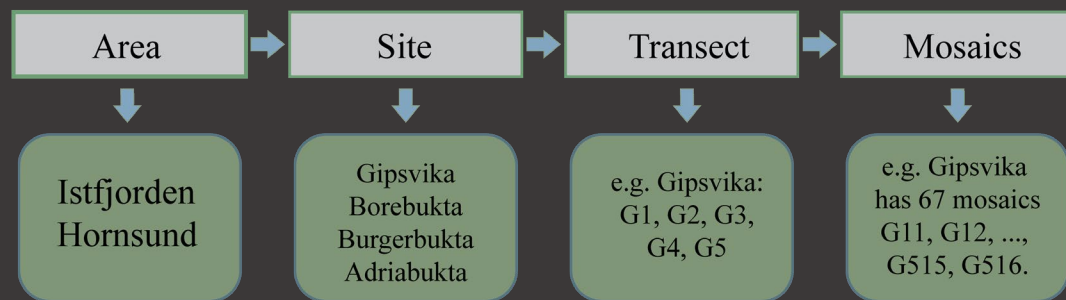 Area
Site
Transect
Mosaics
Istfjorden
Hornsund
Gipsvika
Borebukta
Burgerbukta
Adriabukta
e.g. Gipsvika:
G1, G2, G3,
G4, G5
e.g. Gipsvika
has 67 mosaics
G11, G12, ...,
G515, G516.